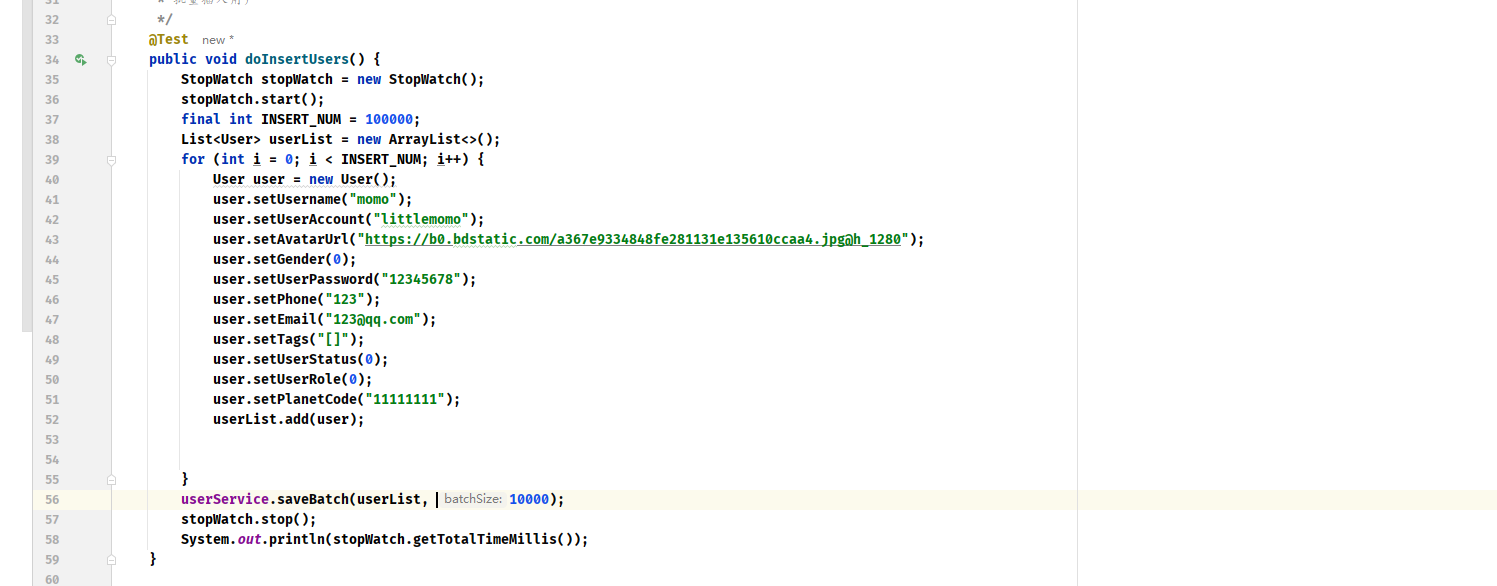 32 */
33 @Test new *
34 public void doInsertUsers() {
35 StopWatch stopWatch = new StopWatch();
36 stopWatch.start();
37 final int INSERT_NUM = 100000;
38 List<User> userList = new ArrayList<>();
39 for (int i = 0; i < INSERT_NUM; i++) {
40 User user = new User();
41 user.setUsername("momo");
42 user.setUserAccount("littlemomo");
43 user.setAvatarUrl("https://b0.bdstatic.com/a367e9334848fe281131e135610ccaa4.jpg@h_1280");
44 user.setGender(0);
45 user.setUserPassword("12345678");
46 user.setPhone("123");
47 user.setEmail("123@qq.com");
48 user.setTags("[]");
49 user.setUserStatus(0);
50 user.setUserRole(0);
51 user.setPlanetCode("11111111");
52 userList.add(user);
53
54
55 }
56 userService.saveBatch(userList, batchSize: 10000);
57 stopWatch.stop();
58 System.out.println(stopWatch.getTotalTimeMillis());
59 }
60